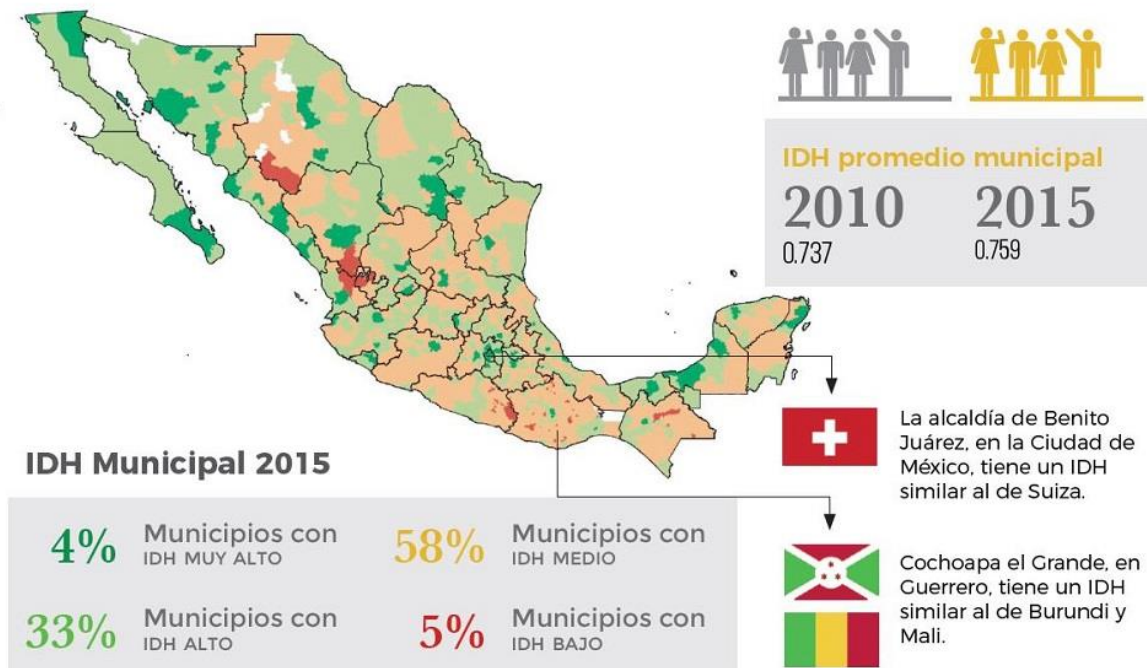 IDH promedio municipal
2010
0.737
2015
0.759
La alcaldía de Benito
Juárez, en la Ciudad de
México, tiene un IDH
similar al de Suiza.
Cochoapa el Grande, en
Guerrero, tiene un IDH
similar al de Burundi y
Mali.
IDH Municipal 2015
4%
Municipios con
IDH MUY ALTO
58%
Municipios con
IDH MEDIO
33%
Municipios con
IDH ALTO
5%
Municipios con
IDH BAJO